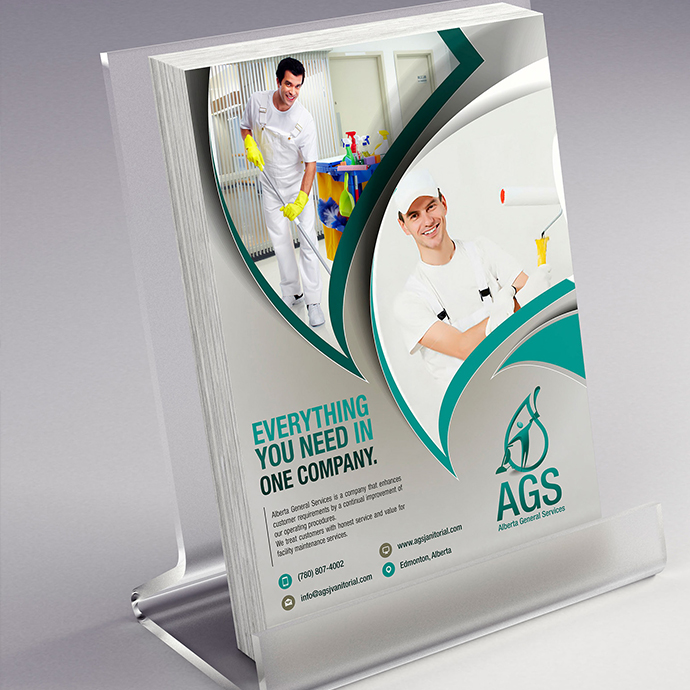 EVERYTHING
YOU NEED IN
ONE COMPANY.
Alberta General Services is a company that enhances
customer requirements by a continual improvement of
our operating procedures.
We treat customers with honest service and value for
facility maintenance services.
(780) 807-4002
www.agsjanitorial.com
info@agsjvanitorial.com
Edmonton, Alberta
AGS
Alberta General Services
AGS